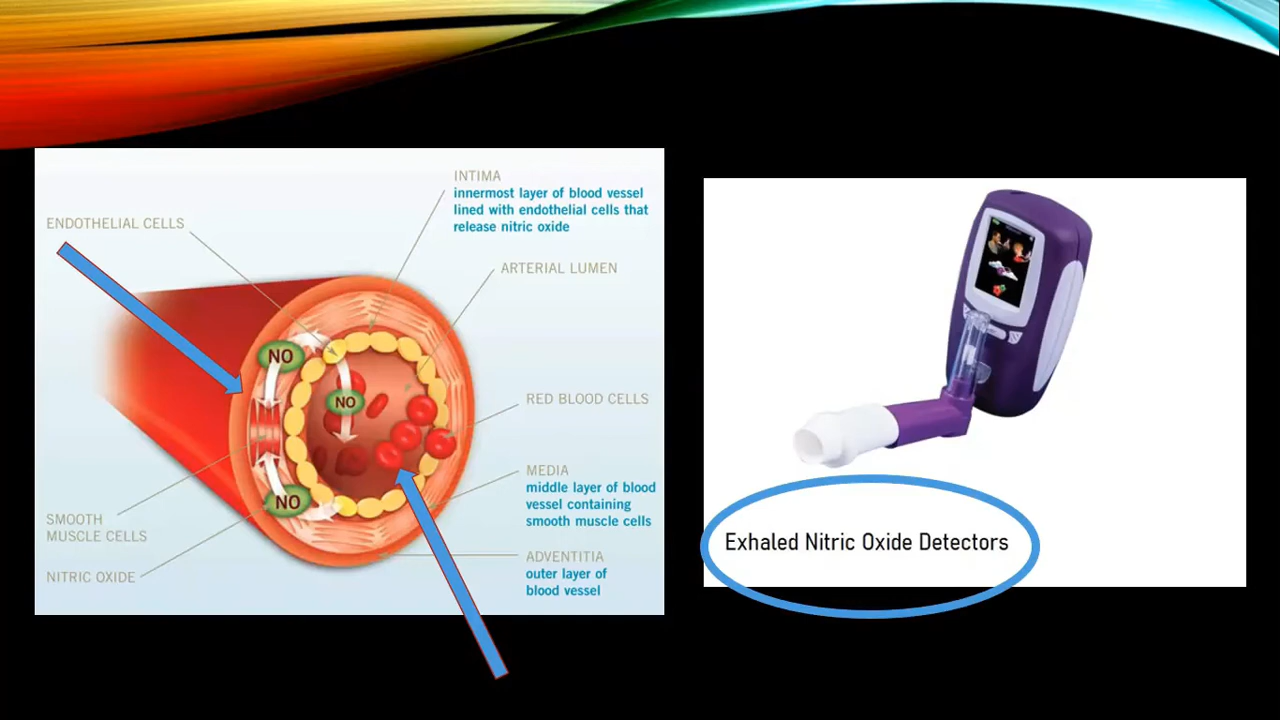 INTIMA
innermost layer of blood vessel
lined with endothelial cells that
release nitric oxide
ENDOTHELIAL CELLS
ARTERIAL LUMEN
NO
NO
RED BLOOD CELLS
MEDIA
middle layer of blood
vessel containing
smooth muscle cells
NO
SMOOTH
MUSCLE CELLS
NITRIC OXIDE
ADVENTITIA
outer layer of
blood vessel
Exhaled Nitric Oxide Detectors